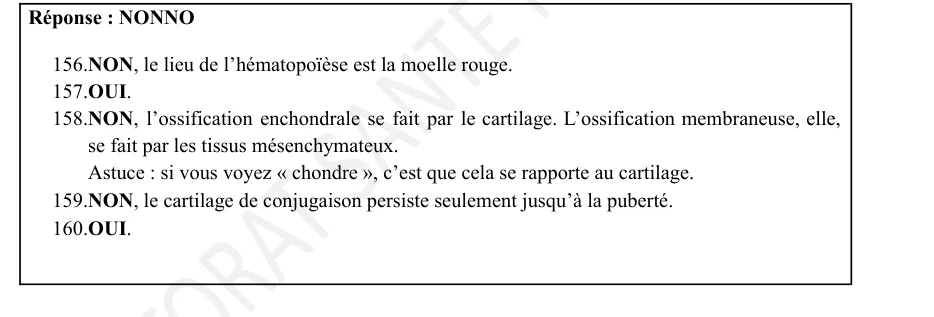 Réponse : NONNO
156.NON, le lieu de l'hématopoïèse est la moelle rouge.
157.OUI.
158.NON, l'ossification enchondrale se fait par le cartilage. L'ossification membraneuse, elle,
se fait par les tissus mésenchymateux.
Astuce : si vous voyez « chondre », c'est que cela se rapporte au cartilage.
159.NON, le cartilage de conjugaison persiste seulement jusqu'à la puberté.
160.OUI.
TORAT SANTE